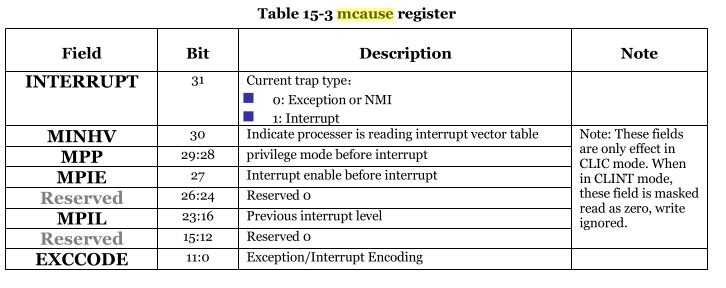 Table 15-3 mcause register
Field Bit Description Note
INTERRUPT 31 Current trap type：
0: Exception or NMI
1: Interrupt
MINHV 30 Indicate processer is reading interrupt vector table
MPP 29:28 privilege mode before interrupt
MPIE 27 Interrupt enable before interrupt
Reserved 26:24 Reserved 0
MPIL 23:16 Previous interrupt level
Reserved 15:12 Reserved 0
Note: These fields
are only effect in
CLIC mode. When
in CLINT mode,
these field is masked
read as zero, write
ignored.
EXCCODE 11:0 Exception/Interrupt Encoding